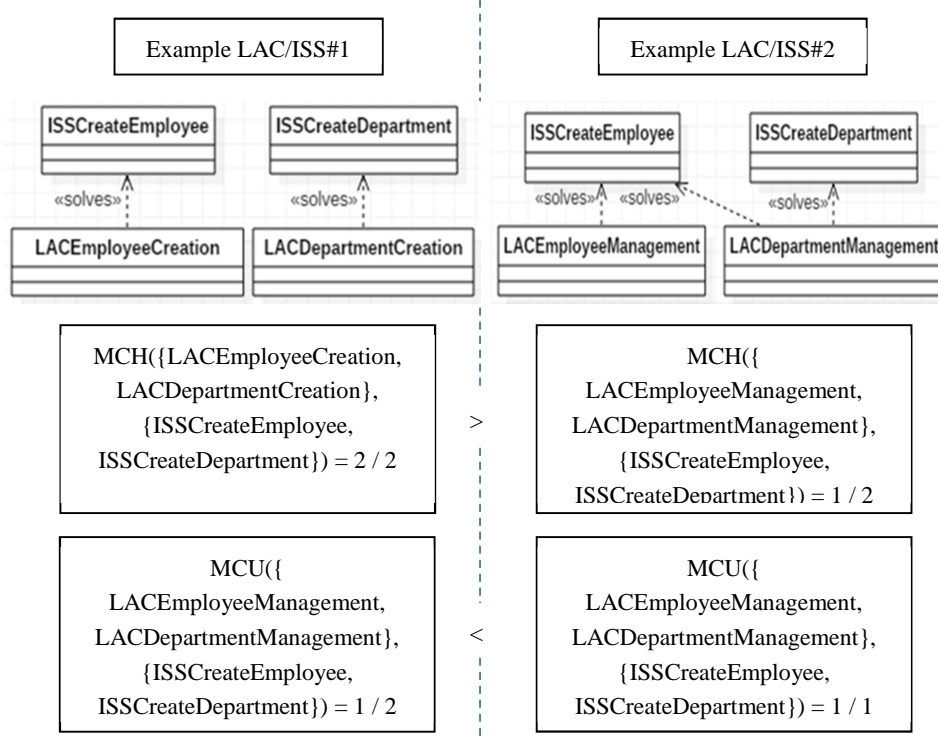 Example LAC/ISS#1
Example LAC/ISS#2
ISSCreateEmployee
ISSCreateDepartment
«solves»
«solves»
LACEmployeeCreation
LACDepartmentCreation
ISSCreateEmployee
ISSCreateDepartment
«solves»
«solves»
«solves»
LACEmployeeManagement
LACDepartmentManagement
MCH({LACEmployeeCreation,
LACDepartmentCreation},
{ISSCreateEmployee,
ISSCreateDepartment}) = 2 / 2
>
MCH({
LACEmployeeManagement,
LACDepartmentManagement},
{ISSCreateEmployee,
ISSCreateDepartment}) = 1 / 2
MCU({
LACEmployeeManagement,
LACDepartmentManagement},
{ISSCreateEmployee,
ISSCreateDepartment}) = 1 / 2
<
MCU({
LACEmployeeManagement,
LACDepartmentManagement},
{ISSCreateEmployee,
ISSCreateDepartment}) = 1 / 1